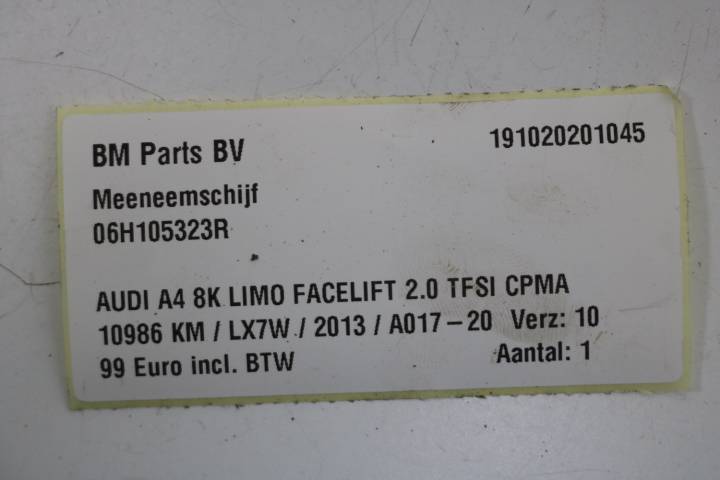 BM Parts BV 191020201045
Meeneemschijf
06H105323R
AUDI A4 8K LIMO FACELIFT 2.0 TFSI CPMA
10986 KM / LX7W / 2013 / A017-20 Verz: 10
99 Euro incl. BTW Aantal: 1